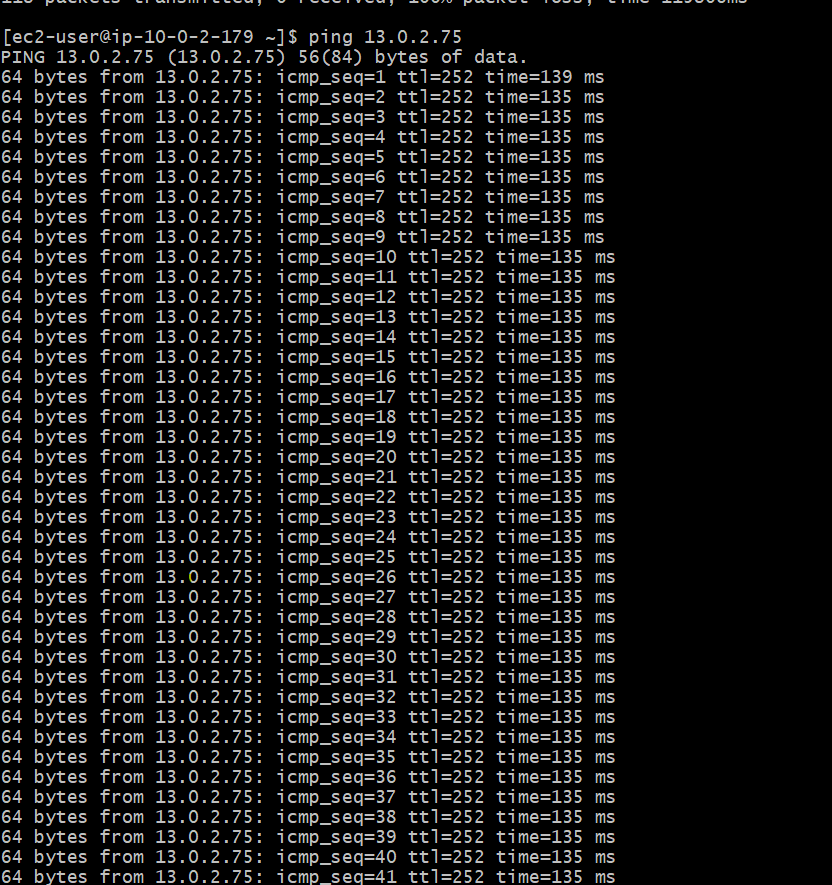 [ec2-user@ip-10-0-2-179 ~]$ ping 13.0.2.75
PING 13.0.2.75 (13.0.2.75) 56(84) bytes of data.
64 bytes from 13.0.2.75: icmp_seq=1 ttl=252 time=139 ms
64 bytes from 13.0.2.75: icmp_seq=2 ttl=252 time=135 ms
64 bytes from 13.0.2.75: icmp_seq=3 ttl=252 time=135 ms
64 bytes from 13.0.2.75: icmp_seq=4 ttl=252 time=135 ms
64 bytes from 13.0.2.75: icmp_seq=5 ttl=252 time=135 ms
64 bytes from 13.0.2.75: icmp_seq=6 ttl=252 time=135 ms
64 bytes from 13.0.2.75: icmp_seq=7 ttl=252 time=135 ms
64 bytes from 13.0.2.75: icmp_seq=8 ttl=252 time=135 ms
64 bytes from 13.0.2.75: icmp_seq=9 ttl=252 time=135 ms
64 bytes from 13.0.2.75: icmp_seq=10 ttl=252 time=135 ms
64 bytes from 13.0.2.75: icmp_seq=11 ttl=252 time=135 ms
64 bytes from 13.0.2.75: icmp_seq=12 ttl=252 time=135 ms
64 bytes from 13.0.2.75: icmp_seq=13 ttl=252 time=135 ms
64 bytes from 13.0.2.75: icmp_seq=14 ttl=252 time=135 ms
64 bytes from 13.0.2.75: icmp_seq=15 ttl=252 time=135 ms
64 bytes from 13.0.2.75: icmp_seq=16 ttl=252 time=135 ms
64 bytes from 13.0.2.75: icmp_seq=17 ttl=252 time=135 ms
64 bytes from 13.0.2.75: icmp_seq=18 ttl=252 time=135 ms
64 bytes from 13.0.2.75: icmp_seq=19 ttl=252 time=135 ms
64 bytes from 13.0.2.75: icmp_seq=20 ttl=252 time=135 ms
64 bytes from 13.0.2.75: icmp_seq=21 ttl=252 time=135 ms
64 bytes from 13.0.2.75: icmp_seq=22 ttl=252 time=135 ms
64 bytes from 13.0.2.75: icmp_seq=23 ttl=252 time=135 ms
64 bytes from 13.0.2.75: icmp_seq=24 ttl=252 time=135 ms
64 bytes from 13.0.2.75: icmp_seq=25 ttl=252 time=135 ms
64 bytes from 13.0.2.75: icmp_seq=26 ttl=252 time=135 ms
64 bytes from 13.0.2.75: icmp_seq=27 ttl=252 time=135 ms
64 bytes from 13.0.2.75: icmp_seq=28 ttl=252 time=135 ms
64 bytes from 13.0.2.75: icmp_seq=29 ttl=252 time=135 ms
64 bytes from 13.0.2.75: icmp_seq=30 ttl=252 time=135 ms
64 bytes from 13.0.2.75: icmp_seq=31 ttl=252 time=135 ms
64 bytes from 13.0.2.75: icmp_seq=32 ttl=252 time=135 ms
64 bytes from 13.0.2.75: icmp_seq=33 ttl=252 time=135 ms
64 bytes from 13.0.2.75: icmp_seq=34 ttl=252 time=135 ms
64 bytes from 13.0.2.75: icmp_seq=35 ttl=252 time=135 ms
64 bytes from 13.0.2.75: icmp_seq=36 ttl=252 time=135 ms
64 bytes from 13.0.2.75: icmp_seq=37 ttl=252 time=135 ms
64 bytes from 13.0.2.75: icmp_seq=38 ttl=252 time=135 ms
64 bytes from 13.0.2.75: icmp_seq=39 ttl=252 time=135 ms
64 bytes from 13.0.2.75: icmp_seq=40 ttl=252 time=135 ms
64 bytes from 13.0.2.75: icmp_seq=41 ttl=252 time=135 ms